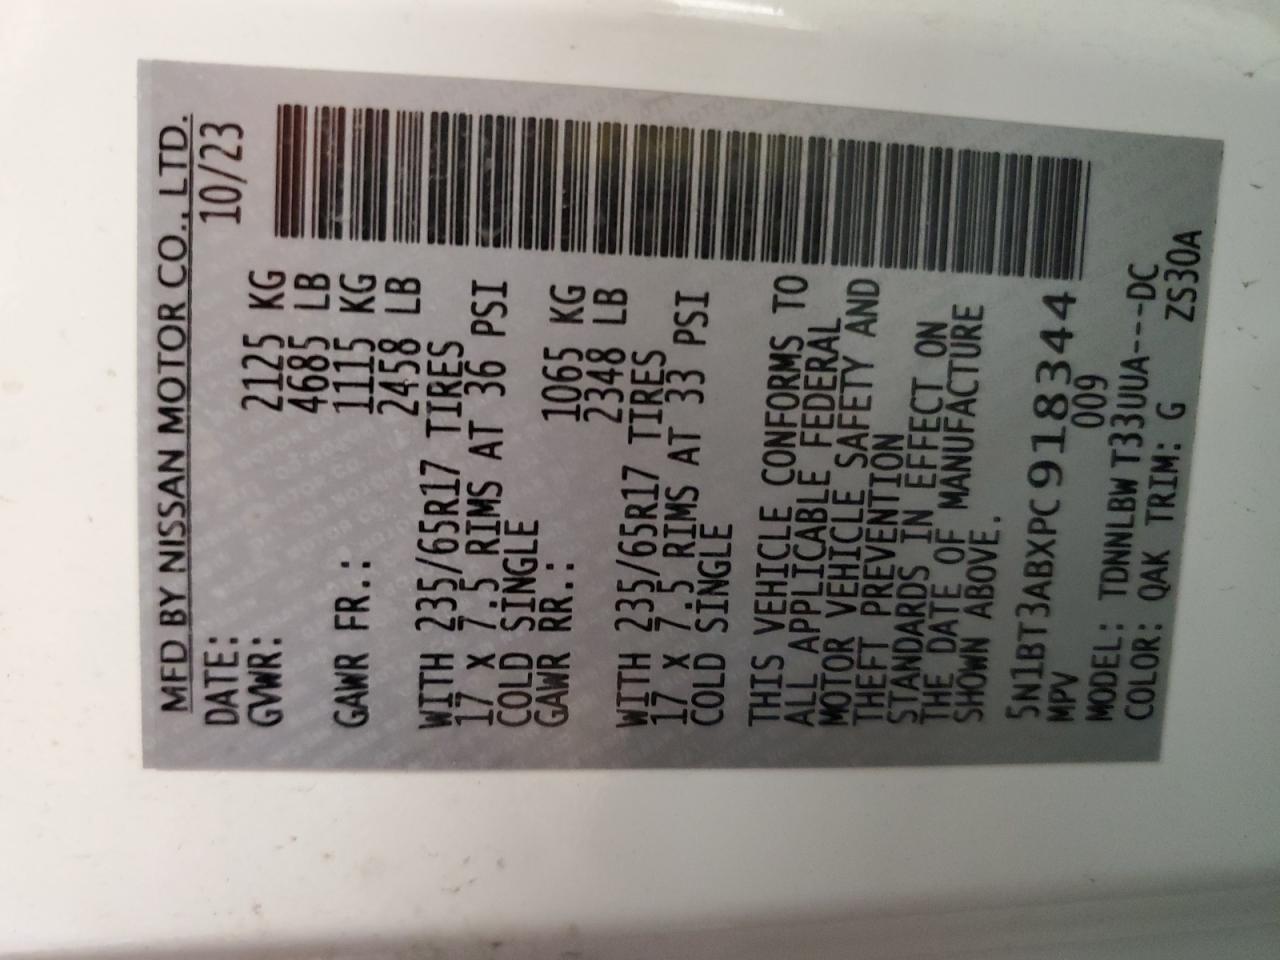 MFD BY NISSAN MOTOR CO., LTD.
DATE: 10/23
GVWR: 2125 KG
4685 LB
GAWR FR.: 1115 KG
2458 LB
WITH 235/65R17 TIRES
17 X 7.5 RIMS AT 36 PSI
COLD SINGLE
GAWR RR.: 1065 KG
2348 LB
WITH 235/65R17 TIRES
17 X 7.5 RIMS AT 33 PSI
COLD SINGLE
THIS VEHICLE CONFORMS TO
ALL APPLICABLE FEDERAL
MOTOR VEHICLE SAFETY AND
THEFT PREVENTION
STANDARDS IN EFFECT ON
THE DATE OF MANUFACTURE
SHOWN ABOVE.
5N1BT3ABXPC918344
MPV 009
MODEL: TDNNLBW T33UUA---DC
COLOR: QAK TRIM: G ZS30A